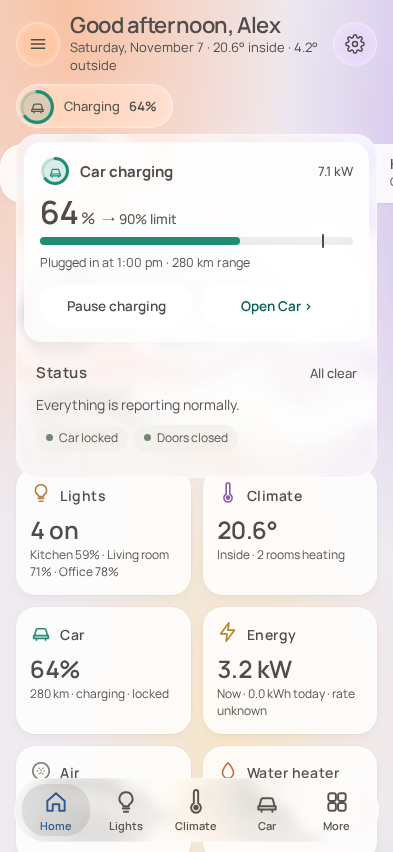 Good afternoon, Alex
Saturday, November 7 · 20.6° inside · 4.2°
outside
Charging 64%
Car charging 7.1 kW
64% → 90% limit
Plugged in at 1:00 pm · 280 km range
Pause charging Open Car ›
Status All clear
Everything is reporting normally.
Car locked Doors closed
Lights
4 on
Kitchen 59% · Living room
71% · Office 78%
Climate
20.6°
Inside · 2 rooms heating
Car
64%
280 km · charging · locked
Energy
3.2 kW
Now · 0.0 kWh today · rate
unknown
Air
Water heater
Home Lights Climate Car More